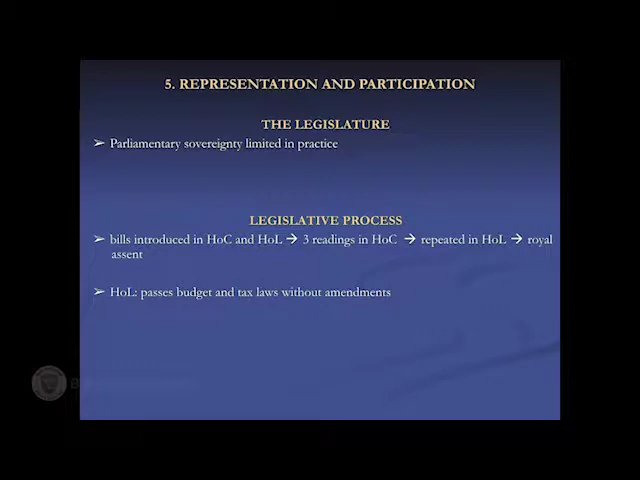 5. REPRESENTATION AND PARTICIPATION
THE LEGISLATURE
➢ Parliamentary sovereignty limited in practice
LEGISLATIVE PROCESS
➢ bills introduced in HoC and HoL → 3 readings in HoC → repeated in HoL → royal
assent
➢ HoL: passes budget and tax laws without amendments